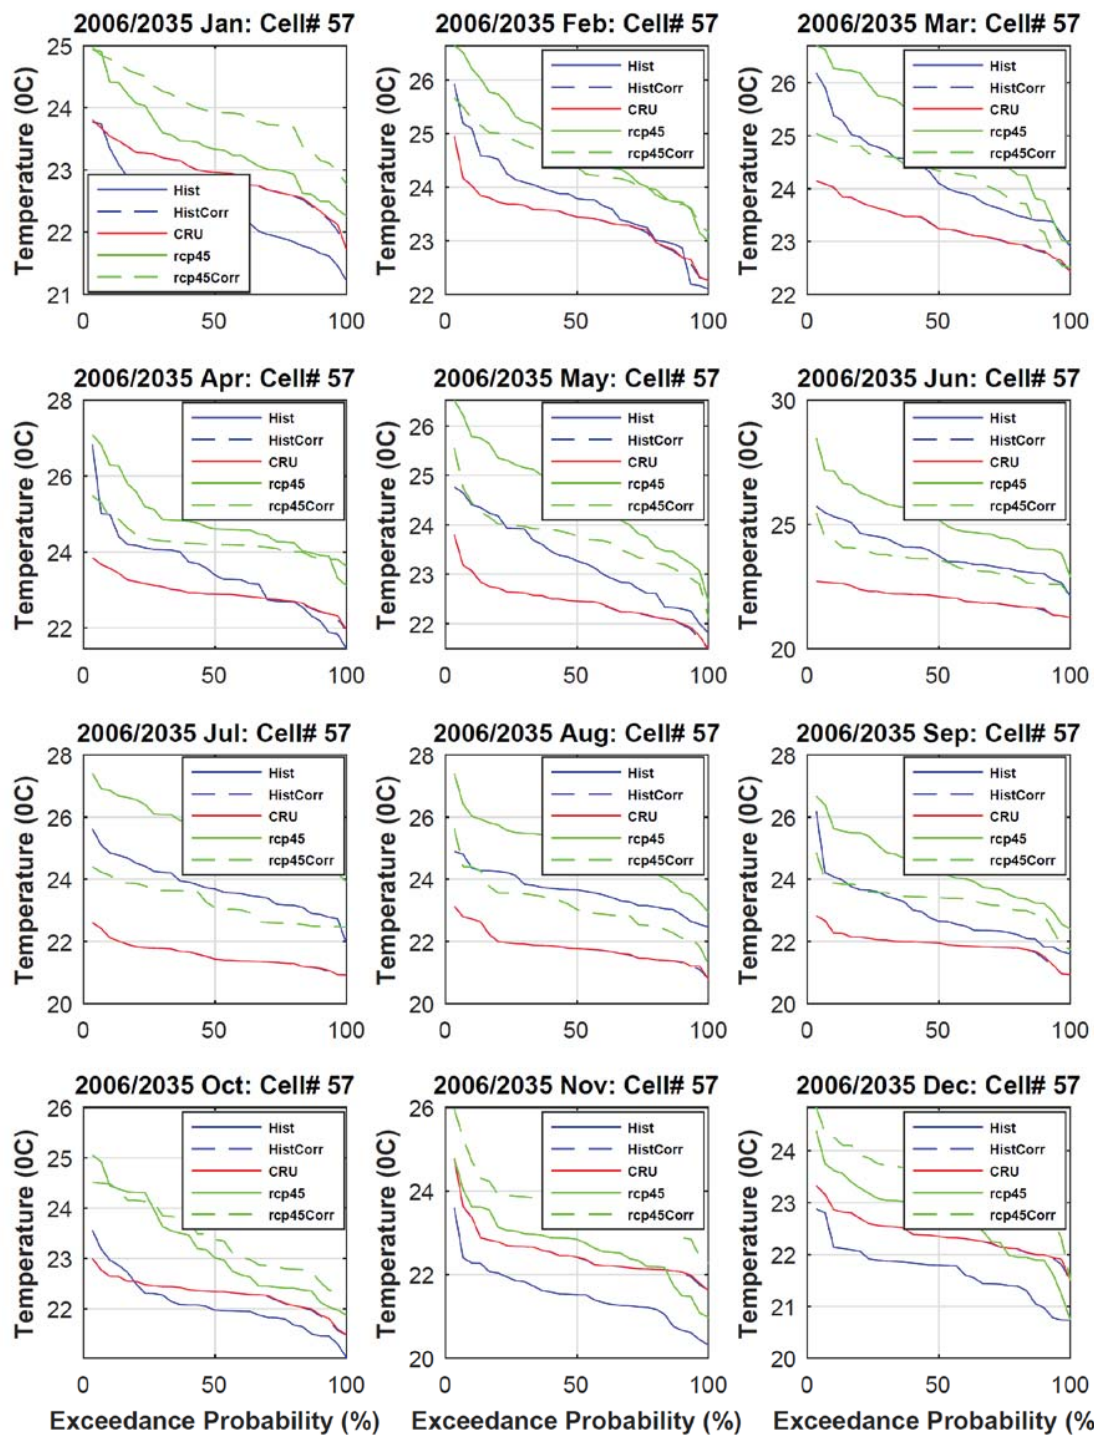 2006/2035 Jan: Cell# 57
Temperature (0C)
25
24
23
22
21
0 50 100
Hist
HistCorr
CRU
rcp45
rcp45Corr
2006/2035 Feb: Cell# 57
Temperature (0C)
26
25
24
23
22
0 50 100
Hist
HistCorr
CRU
rcp45
rcp45Corr
2006/2035 Mar: Cell# 57
Temperature (0C)
26
25
24
23
22
0 50 100
Hist
HistCorr
CRU
rcp45
rcp45Corr
2006/2035 Apr: Cell# 57
Temperature (0C)
28
26
24
22
0 50 100
Hist
HistCorr
CRU
rcp45
rcp45Corr
2006/2035 May: Cell# 57
Temperature (0C)
26
25
24
23
22
0 50 100
Hist
HistCorr
CRU
rcp45
rcp45Corr
2006/2035 Jun: Cell# 57
Temperature (0C)
30
25
20
0 50 100
Hist
HistCorr
CRU
rcp45
rcp45Corr
2006/2035 Jul: Cell# 57
Temperature (0C)
28
26
24
22
20
0 50 100
Hist
HistCorr
CRU
rcp45
rcp45Corr
2006/2035 Aug: Cell# 57
Temperature (0C)
28
26
24
22
20
0 50 100
Hist
HistCorr
CRU
rcp45
rcp45Corr
2006/2035 Sep: Cell# 57
Temperature (0C)
28
26
24
22
20
0 50 100
Hist
HistCorr
CRU
rcp45
rcp45Corr
2006/2035 Oct: Cell# 57
Temperature (0C)
26
25
24
23
22
0 50 100
Hist
HistCorr
CRU
rcp45
rcp45Corr
Exceedance Probability (%)
2006/2035 Nov: Cell# 57
Temperature (0C)
26
24
22
20
0 50 100
Hist
HistCorr
CRU
rcp45
rcp45Corr
Exceedance Probability (%)
2006/2035 Dec: Cell# 57
Temperature (0C)
24
23
22
21
20
0 50 100
Hist
HistCorr
CRU
rcp45
rcp45Corr
Exceedance Probability (%